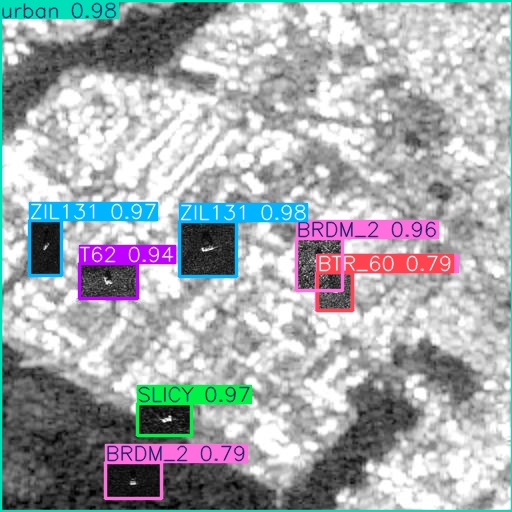 urban 0.98
ZIL131 0.97
ZIL131 0.98
BRDM_2 0.96
T62 0.94
BTR_60 0.79
SLICY 0.97
BRDM_2 0.79